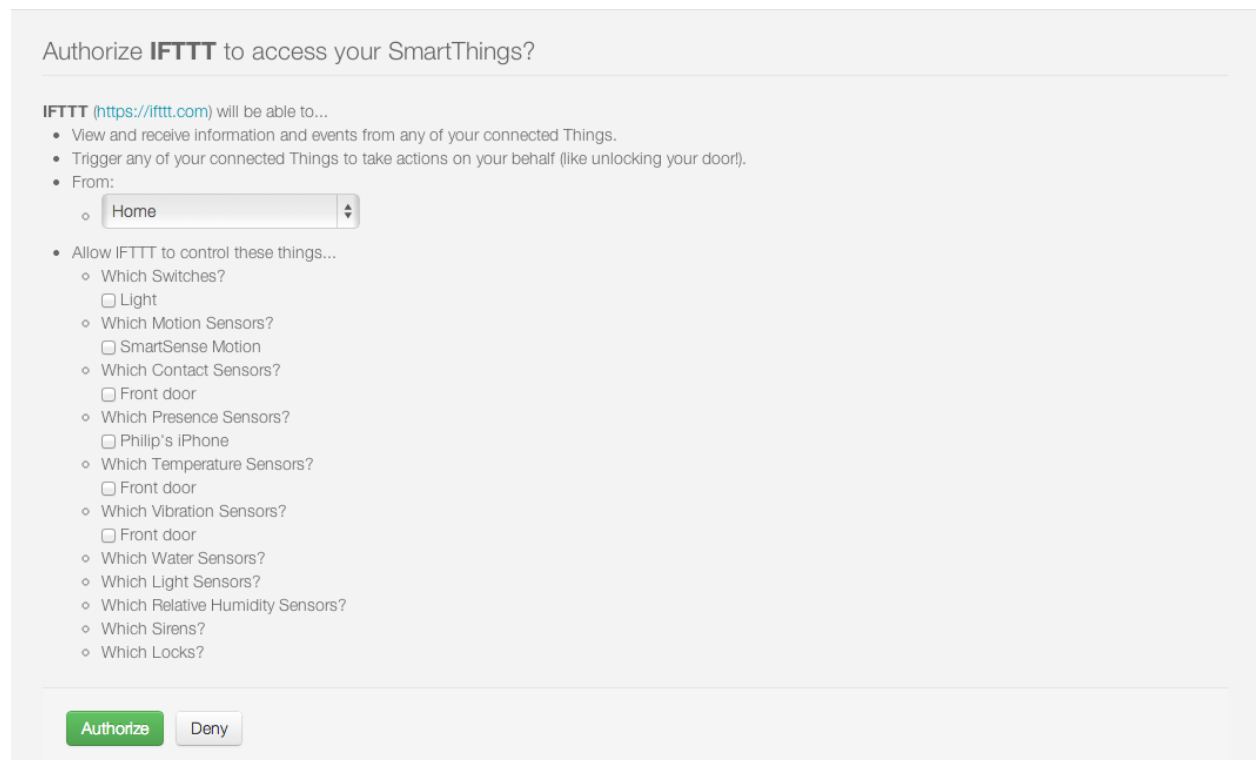 Authorize IFTTT to access your SmartThings?
IFTTT (https://ifttt.com) will be able to...
View and receive information and events from any of your connected Things.
Trigger any of your connected Things to take actions on your behalf (like unlocking your door!).
From:
Home
Allow IFTTT to control these things...
Which Switches?
Light
Which Motion Sensors?
SmartSense Motion
Which Contact Sensors?
Front door
Which Presence Sensors?
Philip's iPhone
Which Temperature Sensors?
Front door
Which Vibration Sensors?
Front door
Which Water Sensors?
Which Light Sensors?
Which Relative Humidity Sensors?
Which Sirens?
Which Locks?
Authorize Deny